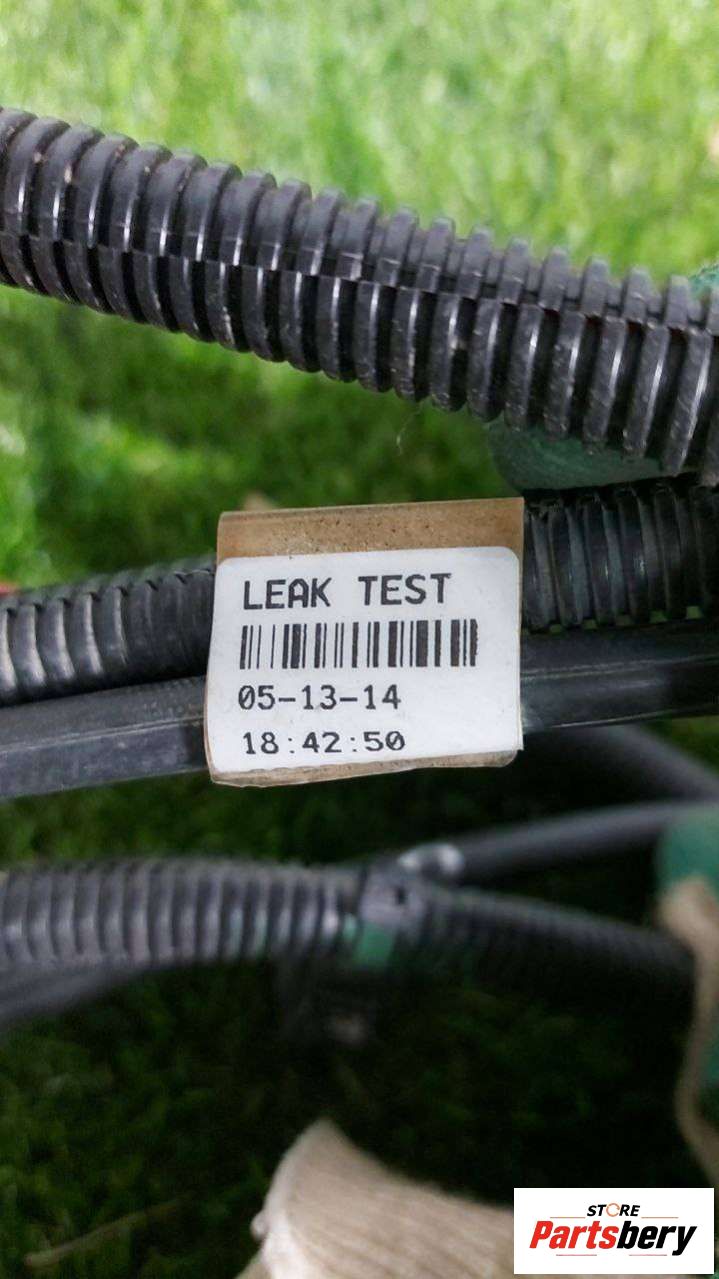 LEAK TEST
05-13-14
18:42:50
STORE
Partsbery